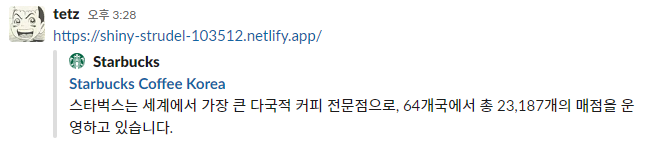 tetz 오후 3:28
https://shiny-strudel-103512.netlify.app/
Starbucks
Starbucks Coffee Korea
스타벅스는 세계에서 가장 큰 다국적 커피 전문점으로, 64개국에서 총 23,187개의 매점을 운
영하고 있습니다.